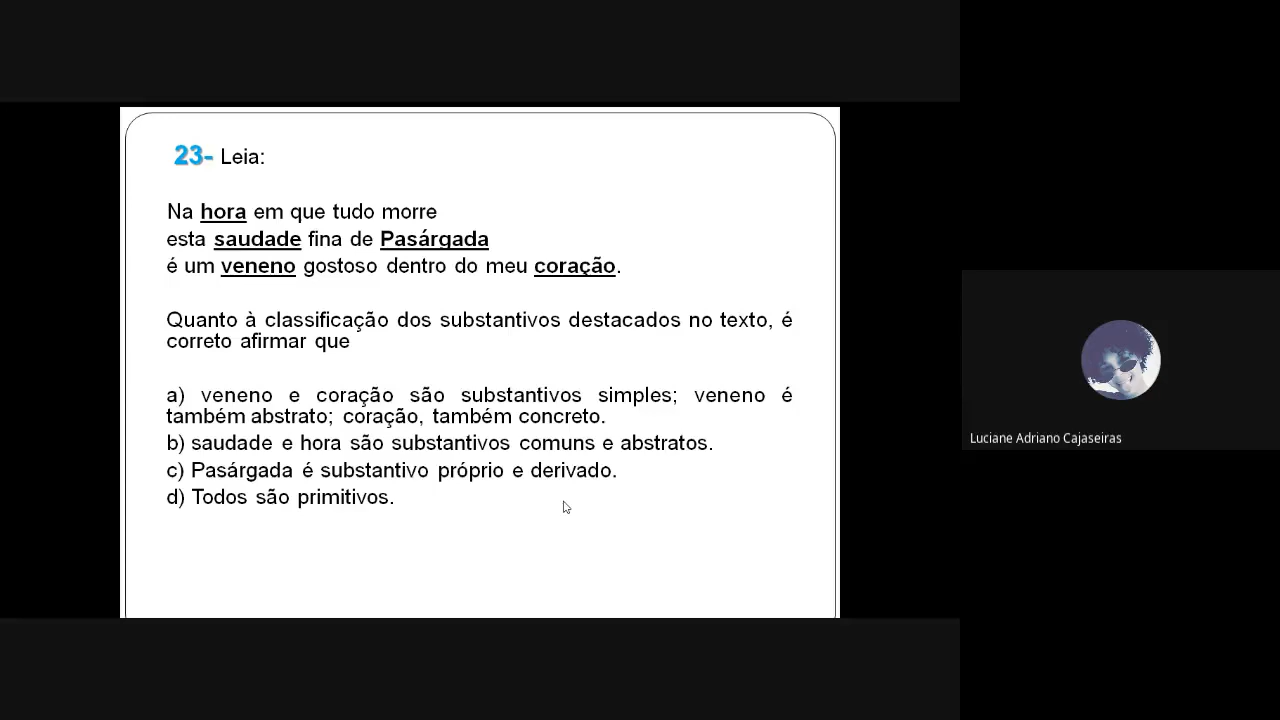 23- Leia:
Na hora em que tudo morre
esta saudade fina de Pasárgada
é um veneno gostoso dentro do meu coração.
Quanto à classificação dos substantivos destacados no texto, é
correto afirmar que
a) veneno e coração são substantivos simples; veneno é
também abstrato; coração, também concreto.
b) saudade e hora são substantivos comuns e abstratos.
c) Pasárgada é substantivo próprio e derivado.
d) Todos são primitivos.
Luciane Adriano Cajaseiras